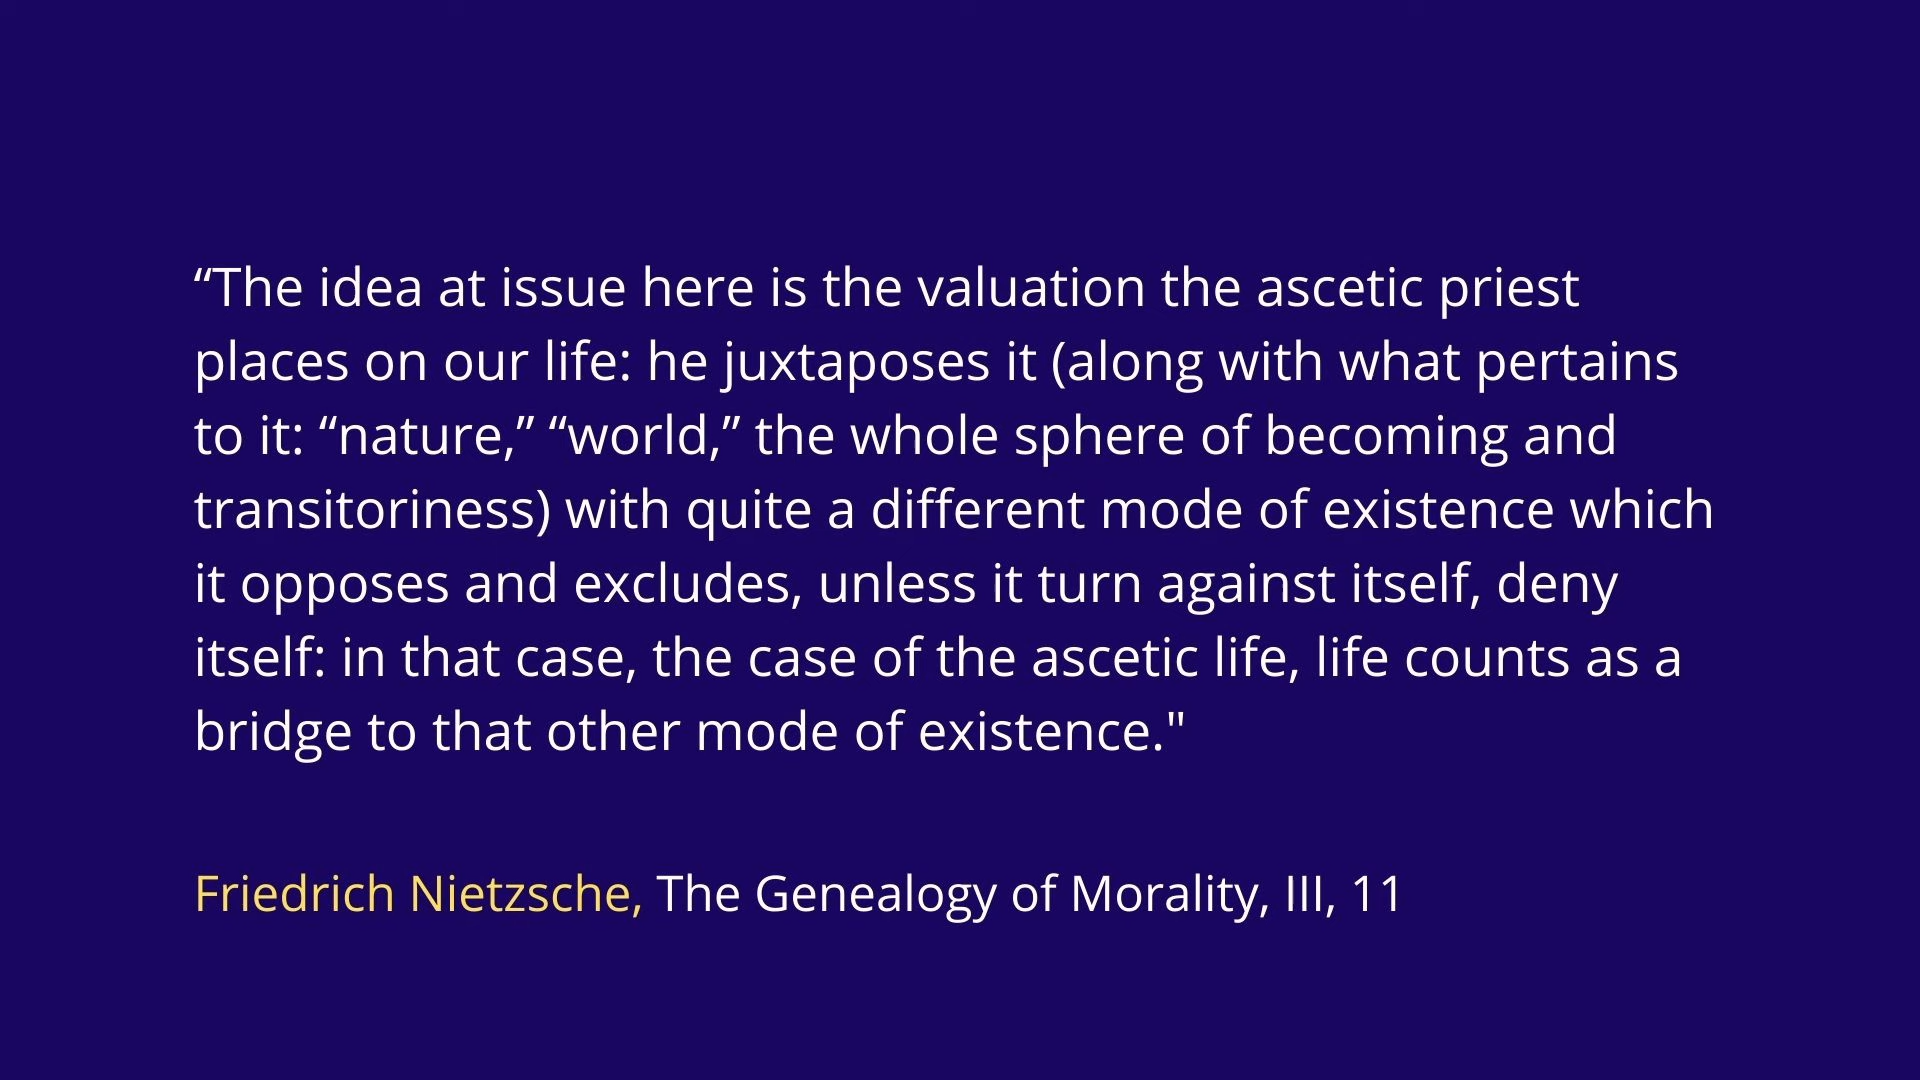 “The idea at issue here is the valuation the ascetic priest
places on our life: he juxtaposes it (along with what pertains
to it: “nature,” “world,” the whole sphere of becoming and
transitoriness) with quite a different mode of existence which
it opposes and excludes, unless it turn against itself, deny
itself: in that case, the case of the ascetic life, life counts as a
bridge to that other mode of existence."
Friedrich Nietzsche, The Genealogy of Morality, III, 11